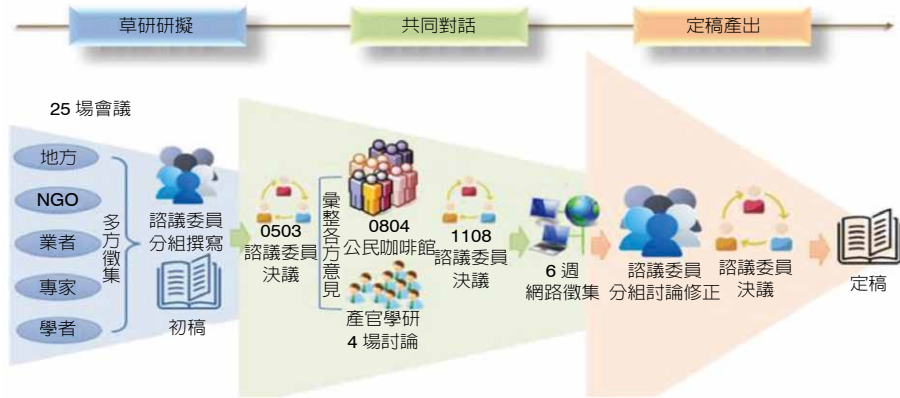 草研研擬
共同對話
定稿產出
25 場會議
地方
NGO
業者
專家
學者
多方徵集
諮議委員
分組撰寫
初稿
0503
諮議委員
決議
彙整各方意見
0804
公民咖啡館
產官學研
4 場討論
1108
諮議委員
決議
6 週
網路徵集
諮議委員
分組討論修正
諮議委員
決議
定稿